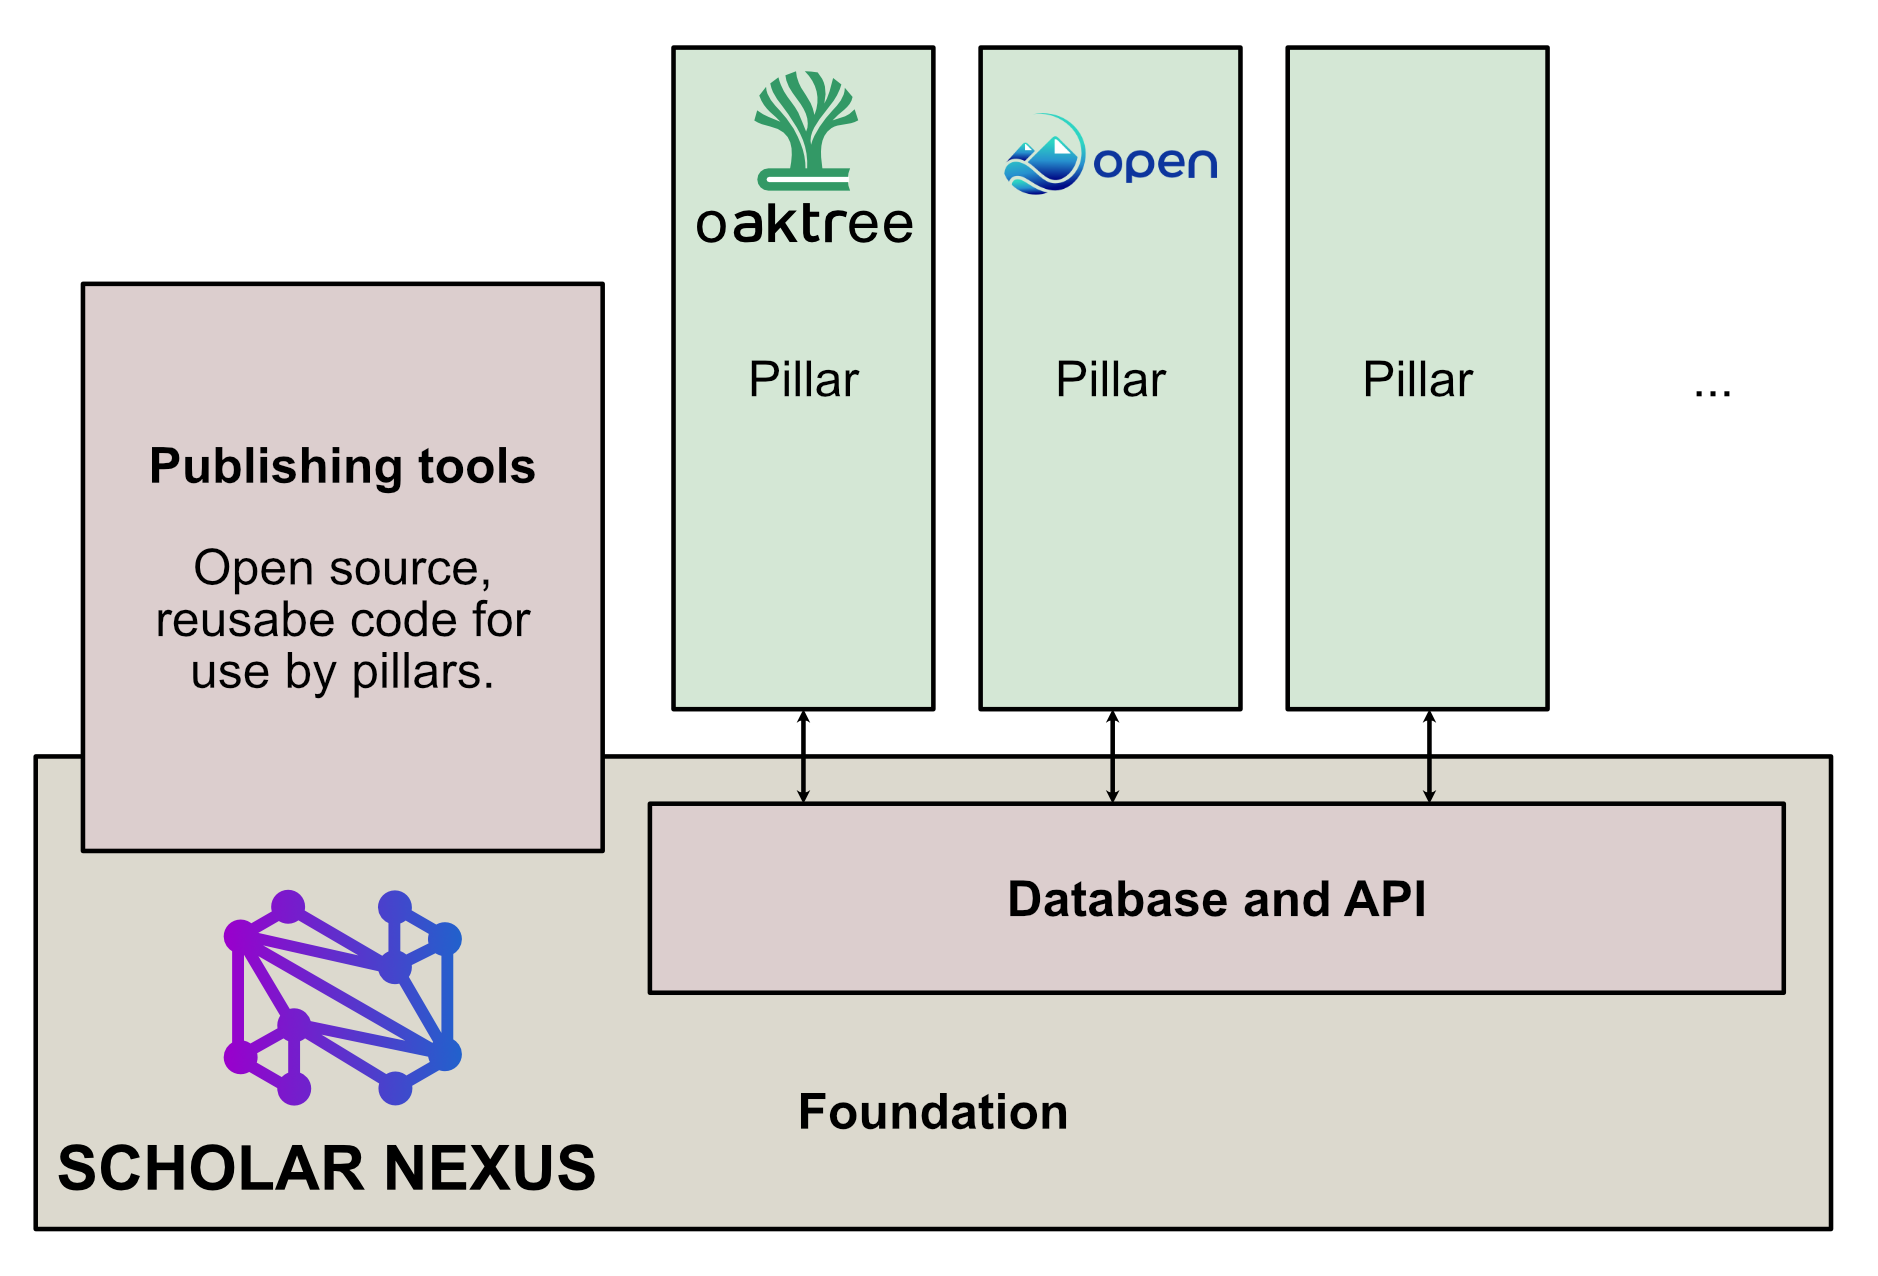 oaktree
open
Pillar
Pillar
Pillar
...
Publishing tools
Open source,
reusabe code for
use by pillars.
Database and API
Foundation
SCHOLAR NEXUS